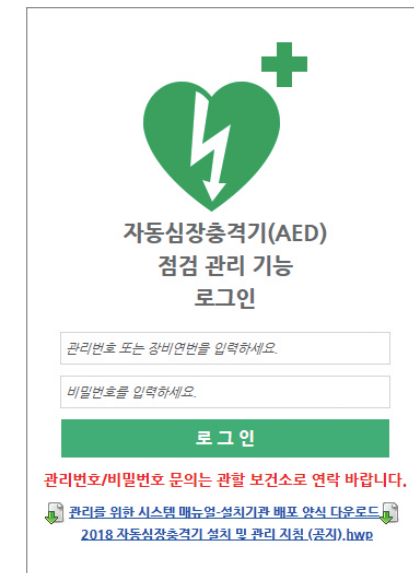 자동심장충격기(AED)
점검 관리 기능
로그인
관리번호 또는 장비연번을 입력하세요.
비밀번호를 입력하세요.
로 그 인
관리번호/비밀번호 문의는 관할 보건소로 연락 바랍니다.
관리를 위한 시스템 매뉴얼-설치기관 배포 양식 다운로드
2018 자동심장충격기 설치 및 관리 지침 (공지).hwp